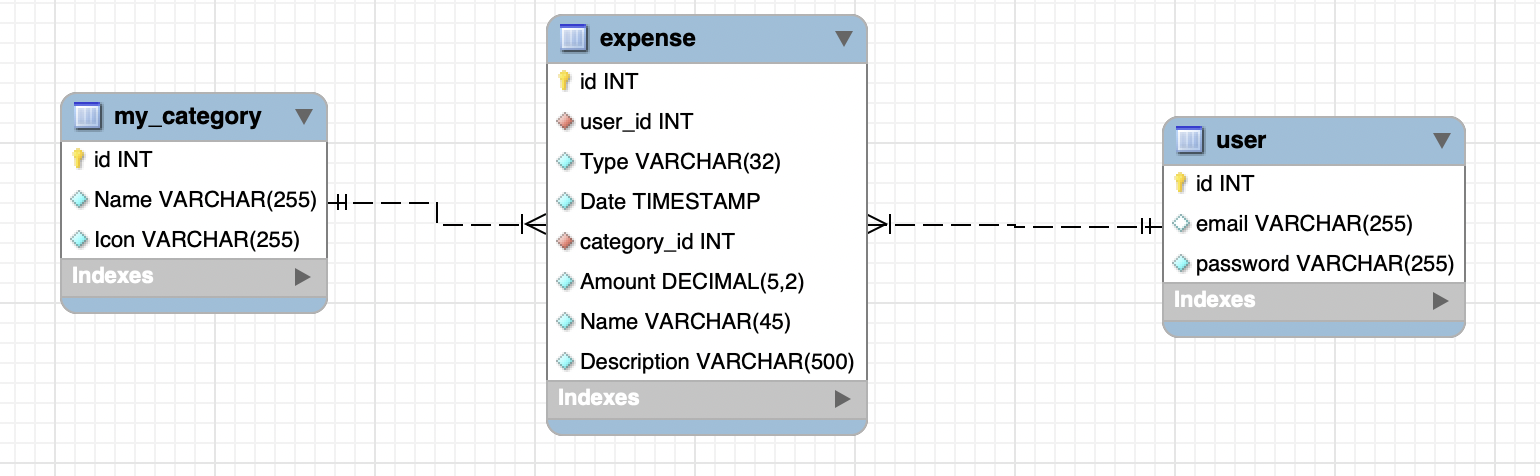 my_category
id INT
Name VARCHAR(255)
Icon VARCHAR(255)
Indexes
expense
id INT
user_id INT
Type VARCHAR(32)
Date TIMESTAMP
category_id INT
Amount DECIMAL(5,2)
Name VARCHAR(45)
Description VARCHAR(500)
Indexes
user
id INT
email VARCHAR(255)
password VARCHAR(255)
Indexes